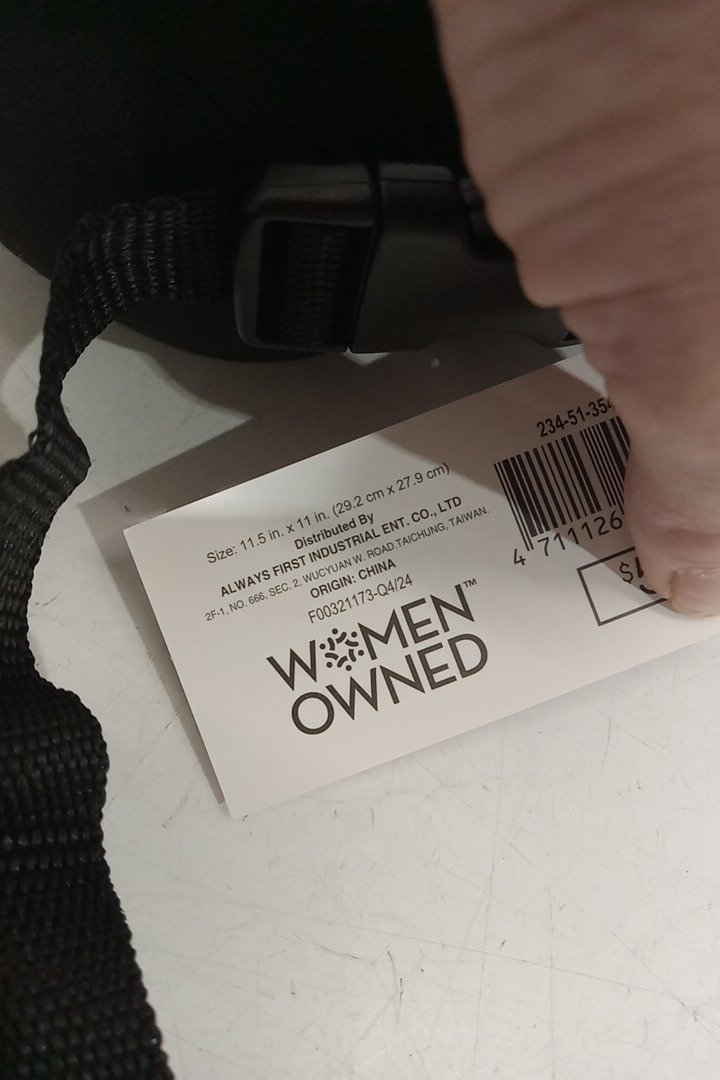 Size: 11.5 in. x 11 in. (29.2 cm x 27.9 cm)
Distributed By
ALWAYS FIRST INDUSTRIAL ENT. CO., LTD
2F-1, NO. 666, SEC. 2, WUCYUAN W. ROAD.TAICHUNG, TAIWAN.
ORIGIN: CHINA
F00321173-Q4/24
WOMEN™
OWNED
234-51-354
4 711126
$